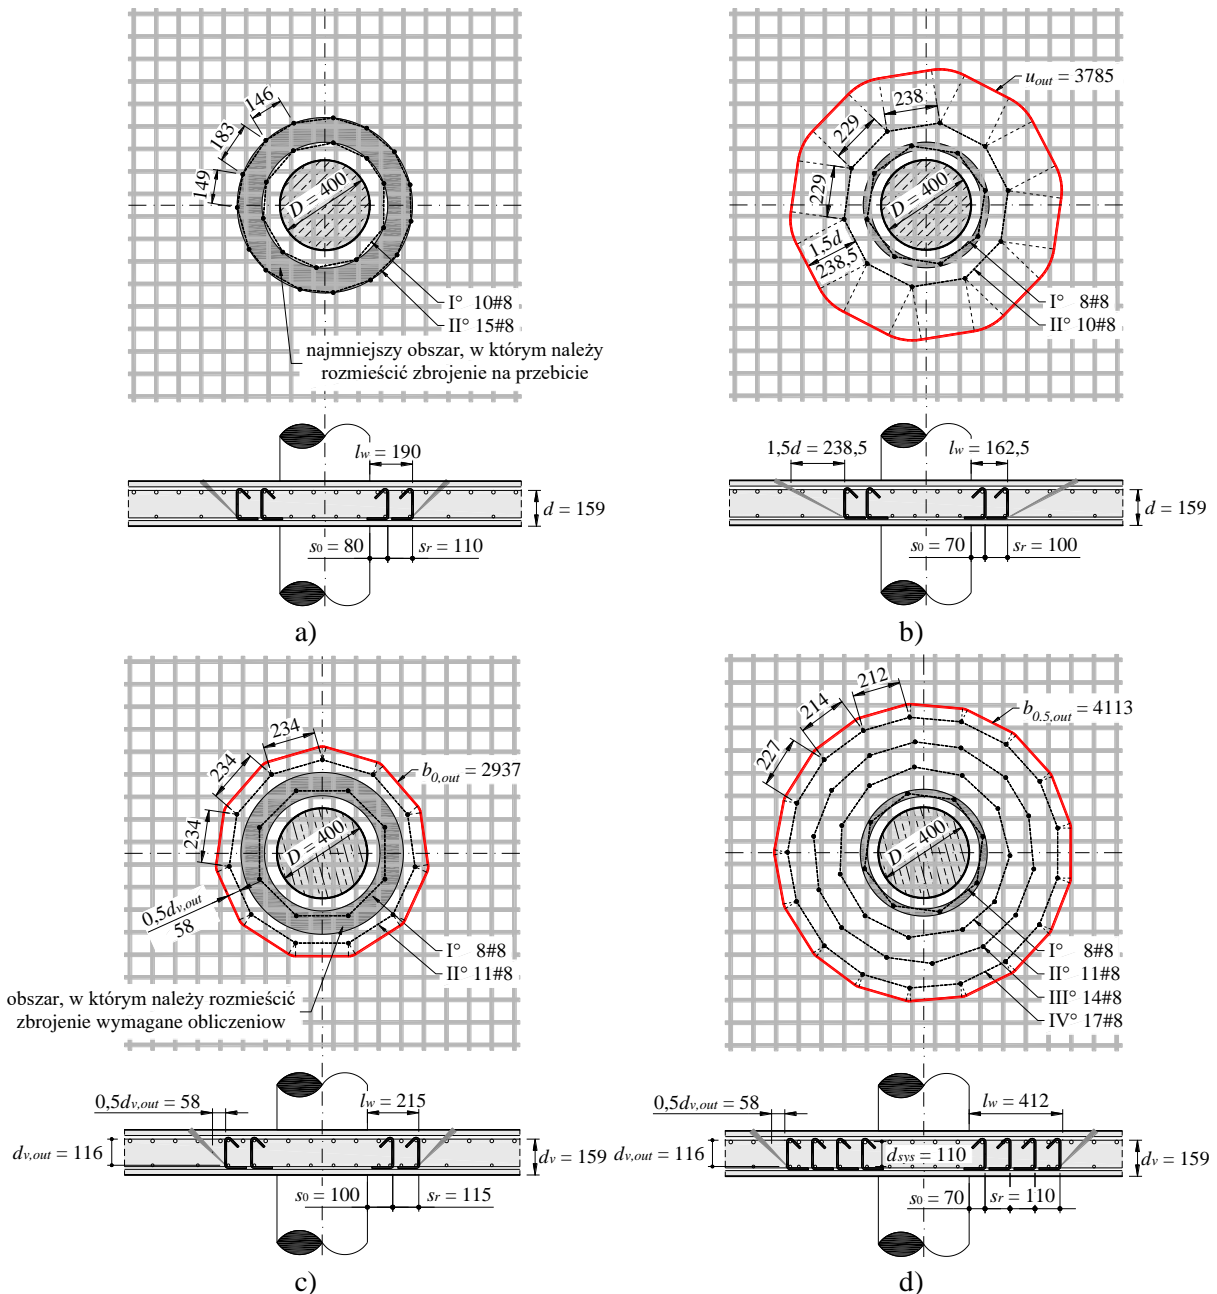 146
183
149
D = 400
I° 10#8
II° 15#8
najmniejszy obszar, w którym należy
rozmieścić zbrojenie na przebicie
lw = 190
d = 159
s0 = 80
sr = 110
a)
uout = 3785
238
229
229
D = 400
1,5d
238,5
I° 8#8
II° 10#8
1,5d = 238,5
lw = 162,5
d = 159
s0 = 70
sr = 100
b)
234
234
234
b0,out = 2937
D = 400
0,5dv,out
58
I° 8#8
II° 11#8
obszar, w którym należy rozmieścić
zbrojenie wymagane obliczeniow
0,5dv,out = 58
lw = 215
dv,out = 116
dv = 159
s0 = 100
sr = 115
c)
212
214
227
b0.5,out = 4113
D = 400
I° 8#8
II° 11#8
III° 14#8
IV° 17#8
0,5dv,out = 58
lw = 412
dv,out = 116
dsys = 110
dv = 159
s0 = 70
sr = 110
d)